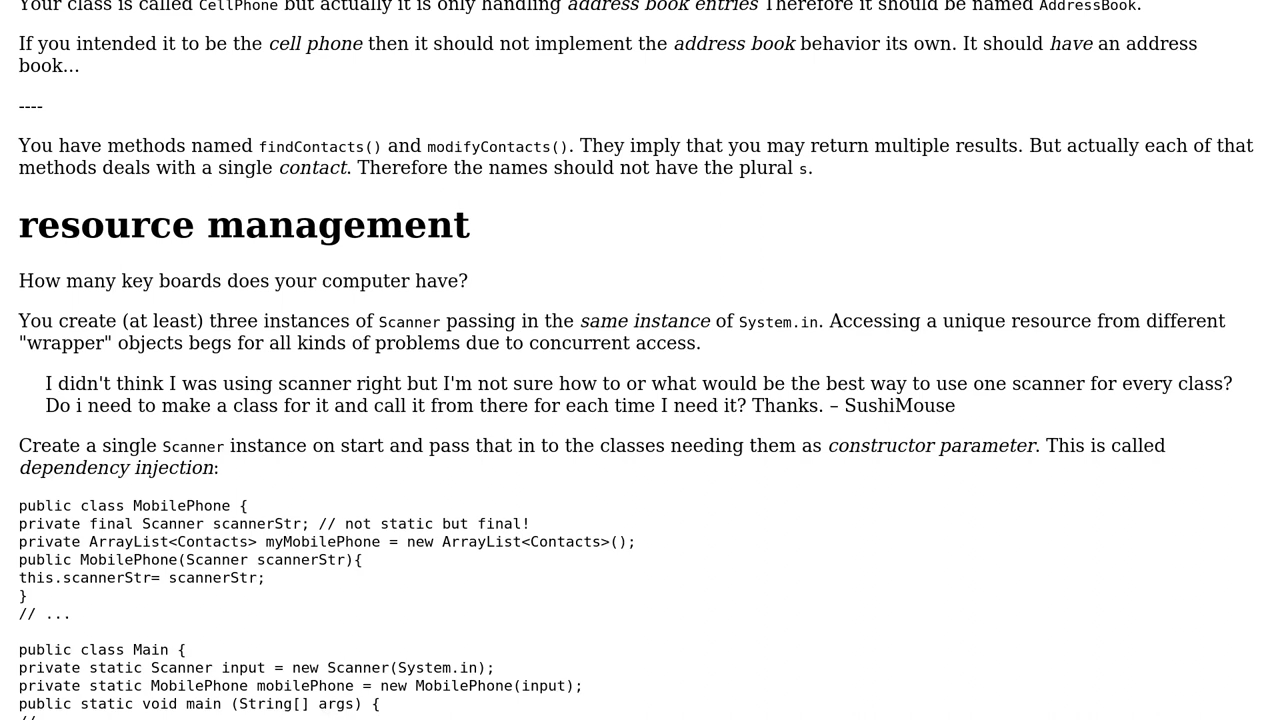 Your class is called CellPhone but actually it is only handling address book entries Therefore it should be named AddressBook.
If you intended it to be the cell phone then it should not implement the address book behavior its own. It should have an address
book...
----
You have methods named findContacts() and modifyContacts(). They imply that you may return multiple results. But actually each of that
methods deals with a single contact. Therefore the names should not have the plural s.
resource management
How many key boards does your computer have?
You create (at least) three instances of Scanner passing in the same instance of System.in. Accessing a unique resource from different
"wrapper" objects begs for all kinds of problems due to concurrent access.
I didn't think I was using scanner right but I'm not sure how to or what would be the best way to use one scanner for every class?
Do i need to make a class for it and call it from there for each time I need it? Thanks. – SushiMouse
Create a single Scanner instance on start and pass that in to the classes needing them as constructor parameter. This is called
dependency injection:
public class MobilePhone {
private final Scanner scannerStr; // not static but final!
private ArrayList<Contacts> myMobilePhone = new ArrayList<Contacts>();
public MobilePhone(Scanner scannerStr){
this.scannerStr= scannerStr;
}
// ...
public class Main {
private static Scanner input = new Scanner(System.in);
private static MobilePhone mobilePhone = new MobilePhone(input);
public static void main (String[] args) {